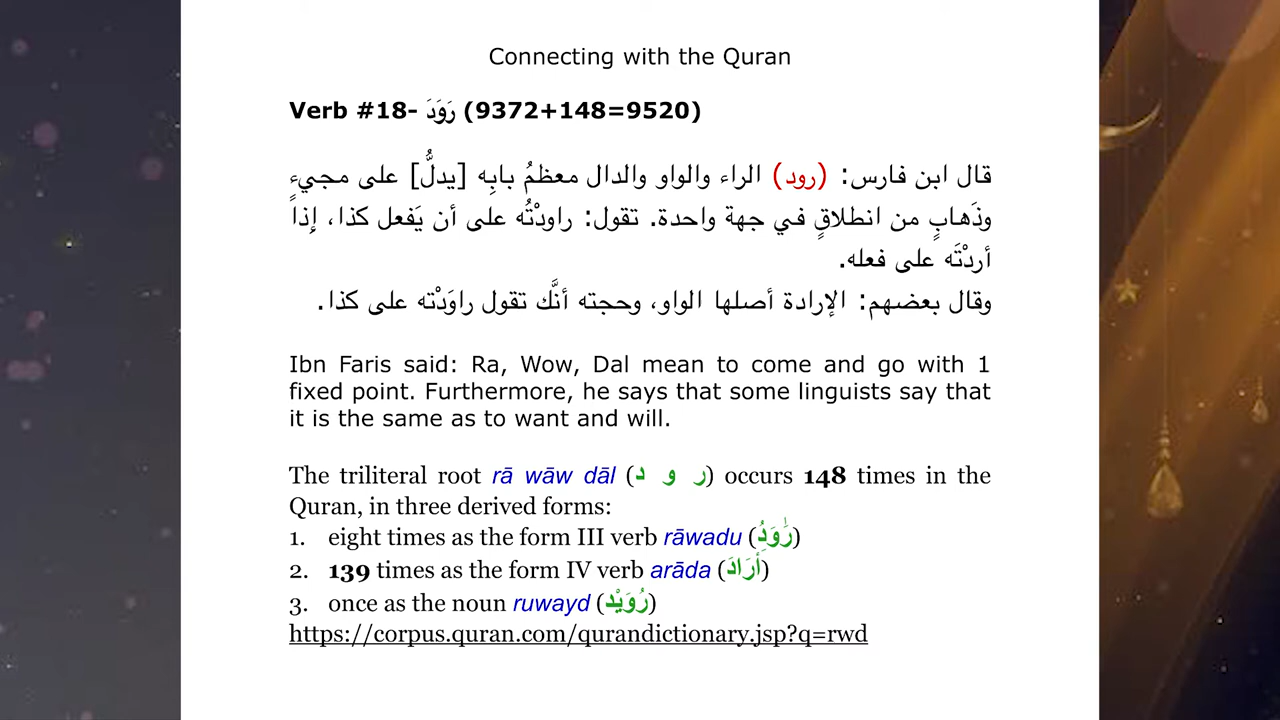 Connecting with the Quran
Verb #18- رَوَدَ (9372+148=9520)
قال ابن فارس: (رود) الراء والواو والدال معظمُ بابِه [يدلُّ] على مجيءٍ
وذَهابٍ من انطلاقٍ في جهة واحدة. تقول: راودْتُه على أن يَفعل كذا، إِذاً
أردْتَه على فعله.
وقال بعضهم: الإرادة أصلها الواو، وحجته أنَّك تقول راوَدْته على كذا.
Ibn Faris said: Ra, Wow, Dal mean to come and go with 1
fixed point. Furthermore, he says that some linguists say that
it is the same as to want and will.
The triliteral root rā wāw dāl (ر و د) occurs 148 times in the
Quran, in three derived forms:
1. eight times as the form III verb rāwadu (رَٰوَدُ)
2. 139 times as the form IV verb arāda (أَرَادَ)
3. once as the noun ruwayd (رُوَيْد)
https://corpus.quran.com/qurandictionary.jsp?q=rwd